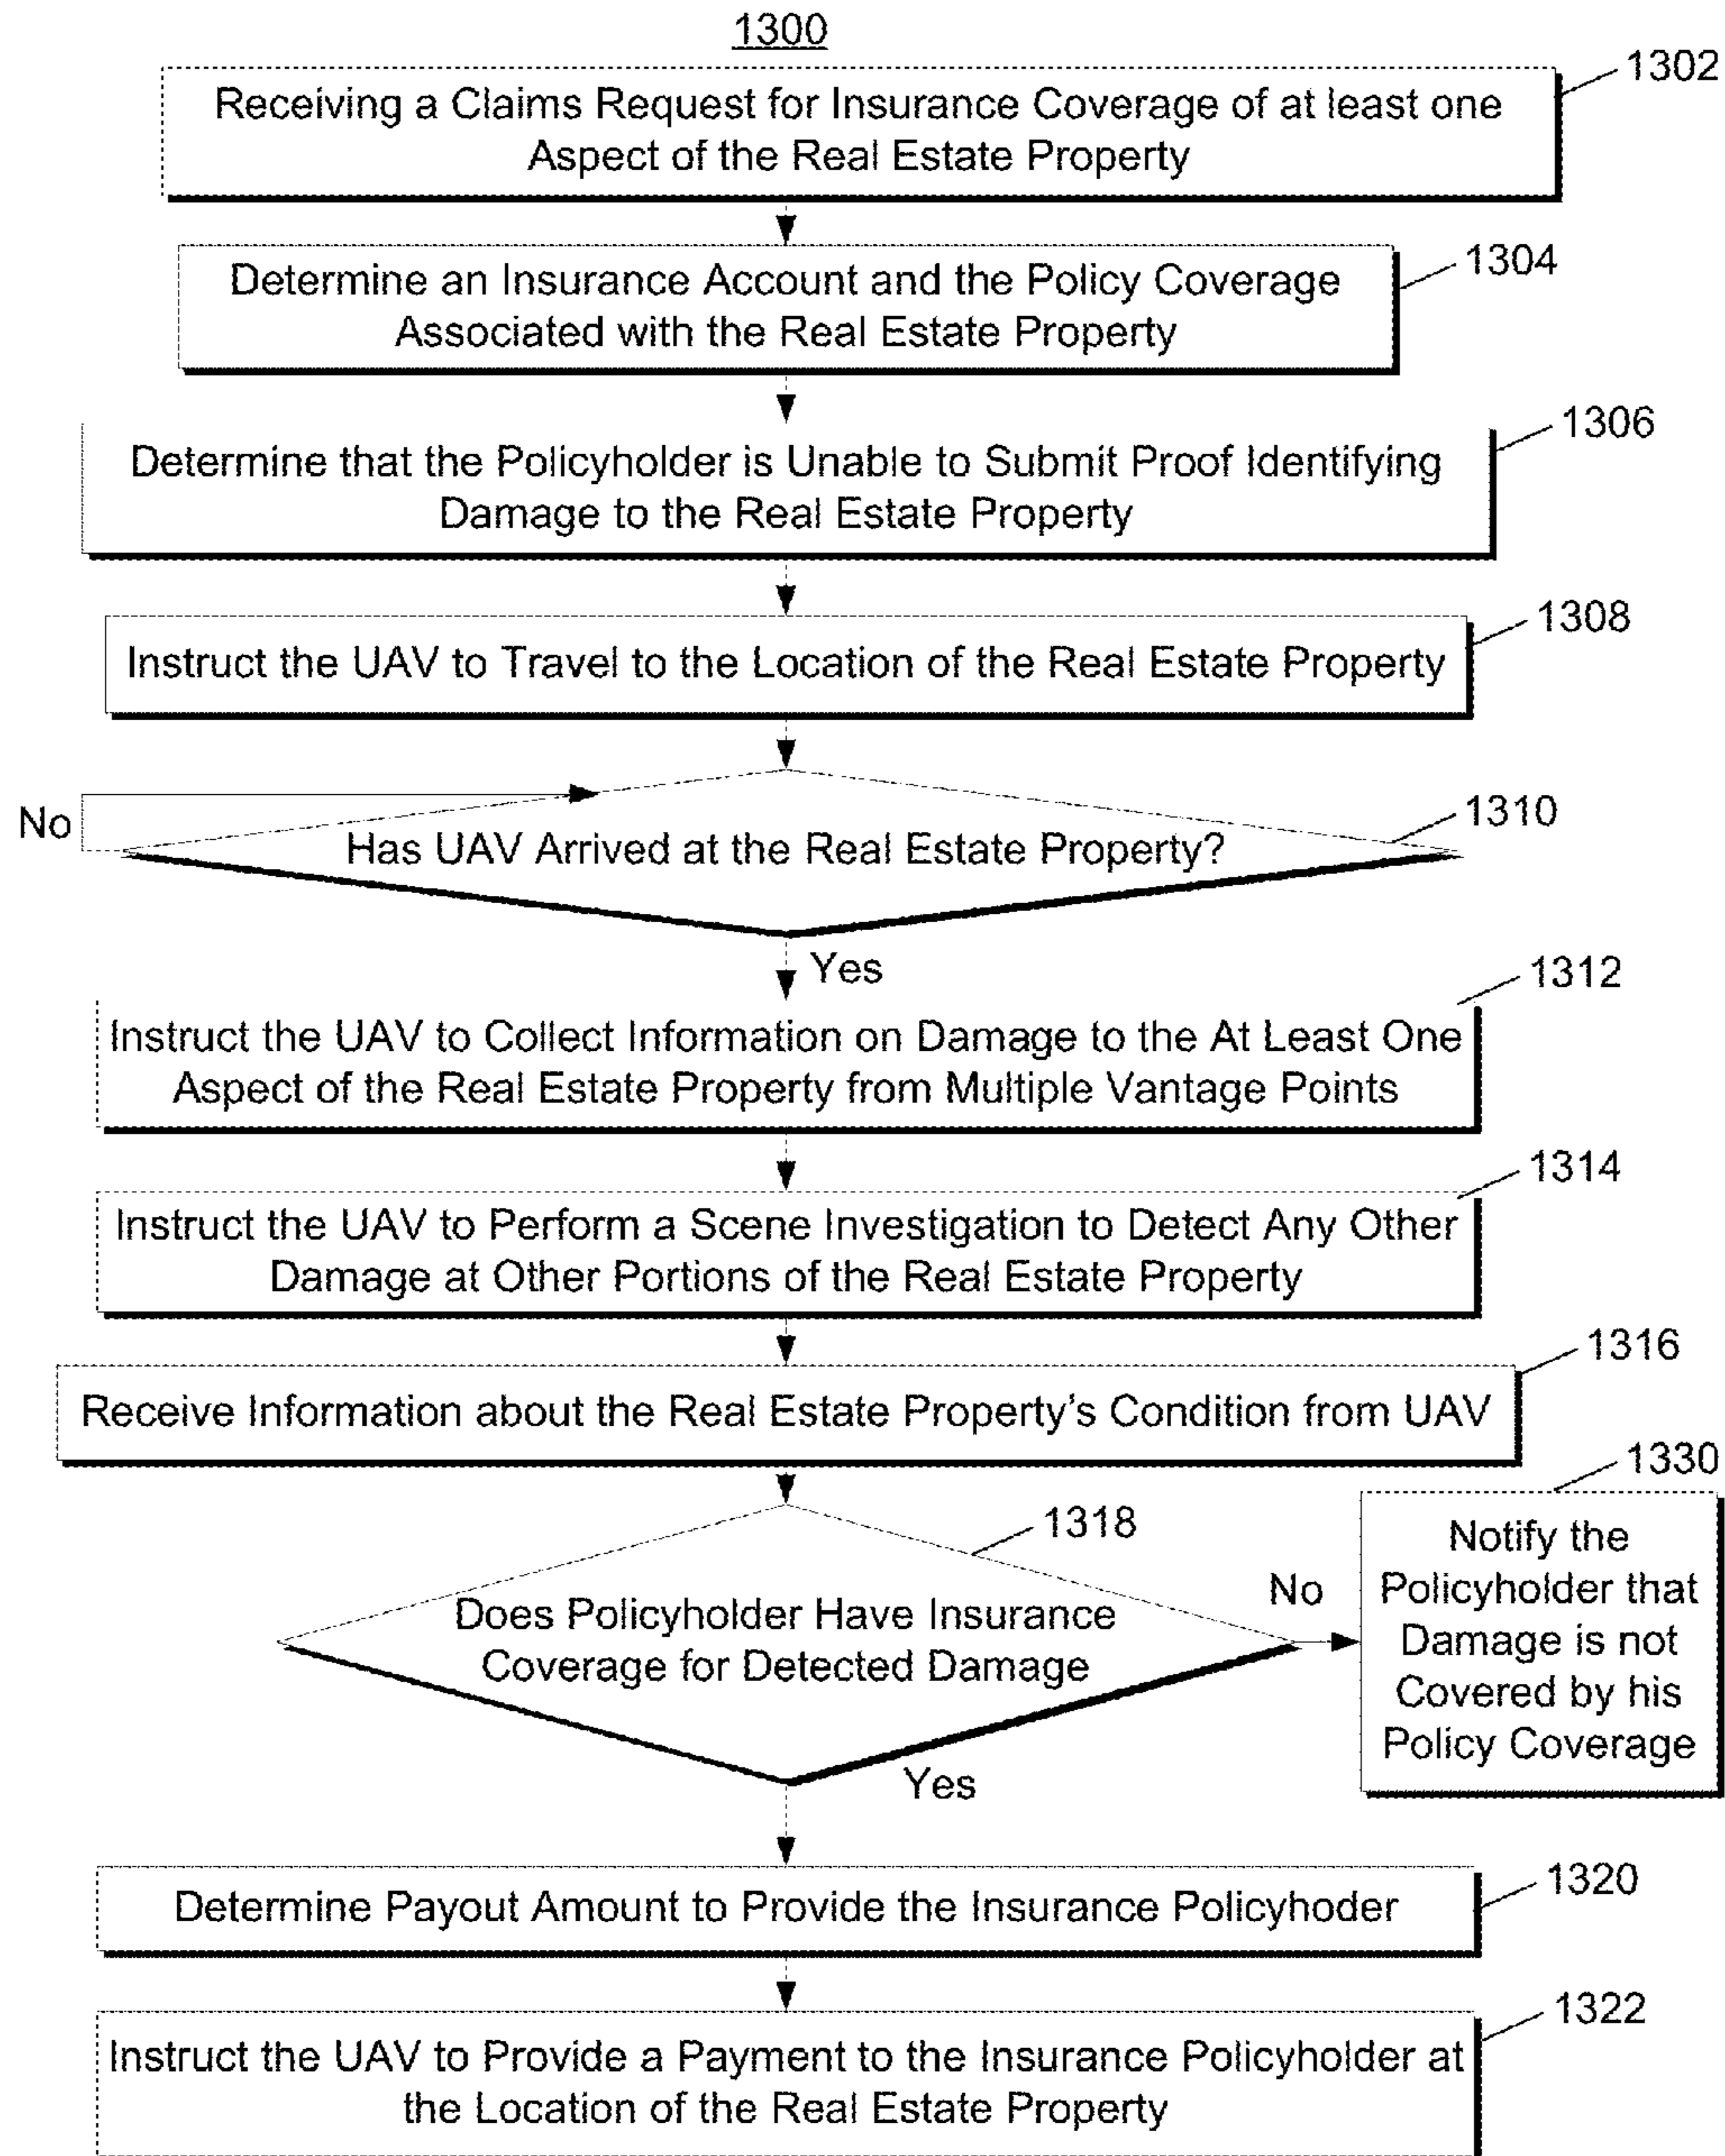 1300
1302
Receiving a Claims Request for Insurance Coverage of at least one
Aspect of the Real Estate Property
1304
Determine an Insurance Account and the Policy Coverage
Associated with the Real Estate Property
1306
Determine that the Policyholder is Unable to Submit Proof Identifying
Damage to the Real Estate Property
1308
Instruct the UAV to Travel to the Location of the Real Estate Property
No
1310
Has UAV Arrived at the Real Estate Property?
Yes
1312
Instruct the UAV to Collect Information on Damage to the At Least One
Aspect of the Real Estate Property from Multiple Vantage Points
1314
Instruct the UAV to Perform a Scene Investigation to Detect Any Other
Damage at Other Portions of the Real Estate Property
1316
Receive Information about the Real Estate Property's Condition from UAV
1318
Does Policyholder Have Insurance
Coverage for Detected Damage
No
1330
Notify the
Policyholder that
Damage is not
Covered by his
Policy Coverage
Yes
1320
Determine Payout Amount to Provide the Insurance Policyhoder
1322
Instruct the UAV to Provide a Payment to the Insurance Policyholder at
the Location of the Real Estate Property